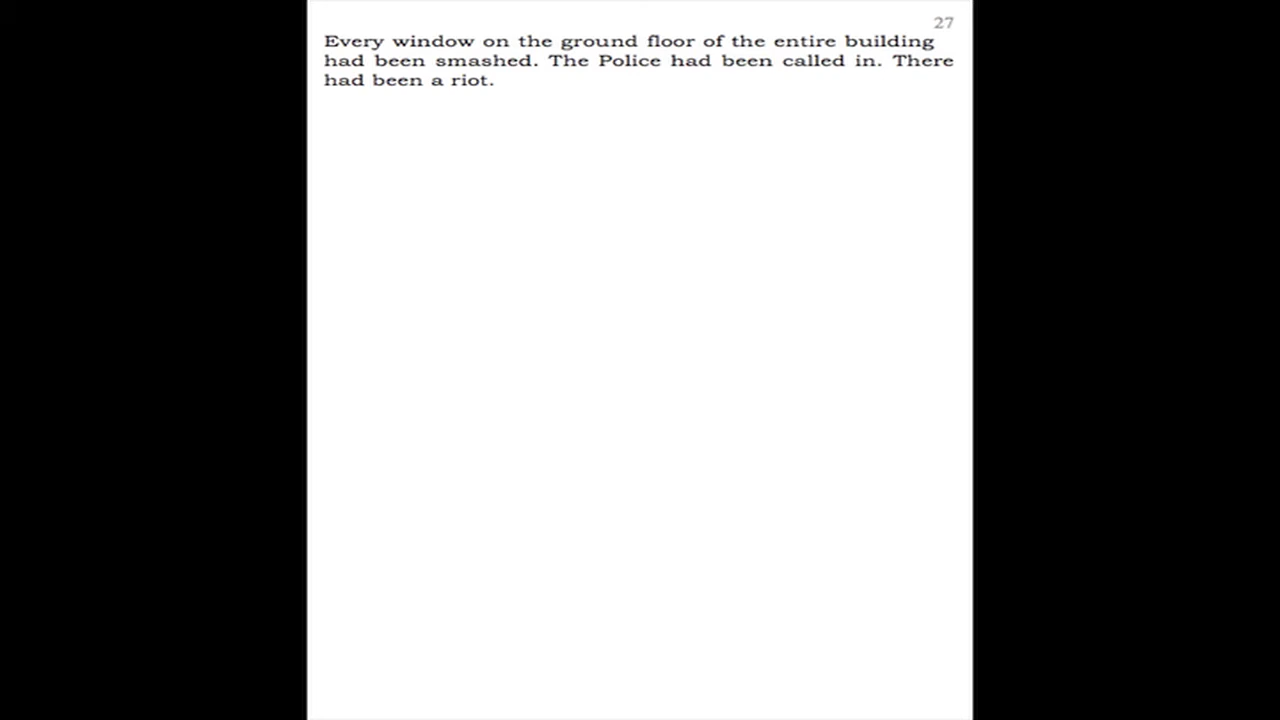 27
Every window on the ground floor of the entire building
had been smashed. The Police had been called in. There
had been a riot.